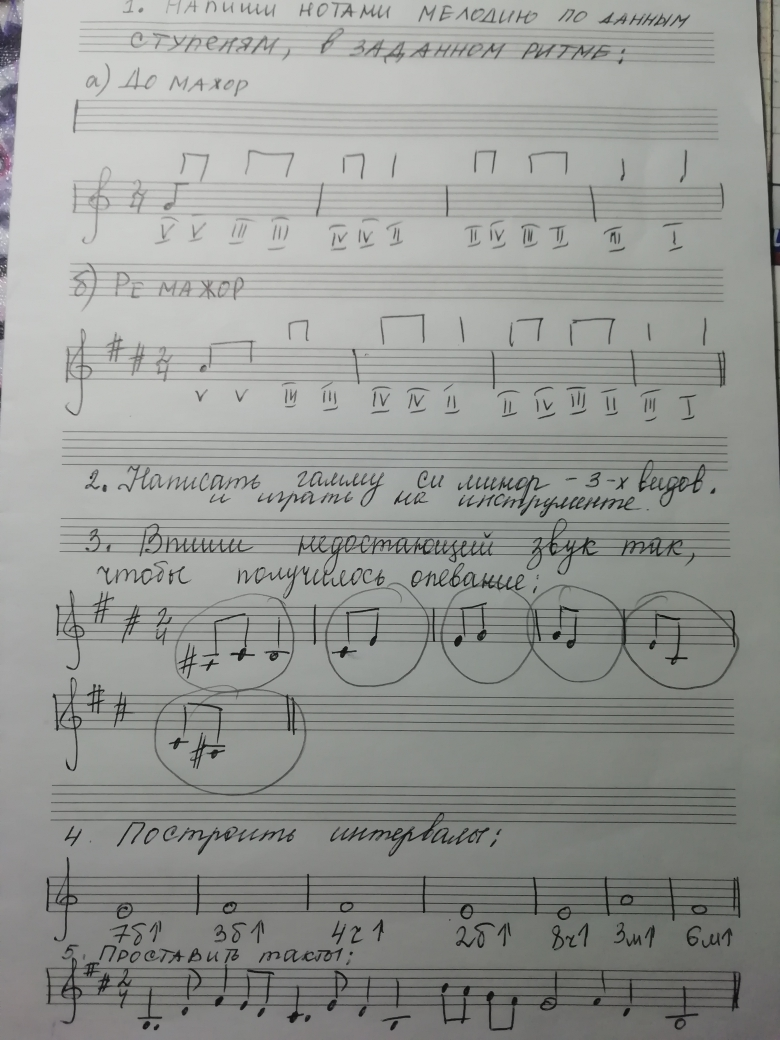 1. НАПИШИ НОТАМИ МЕЛОДИЮ ПО ДАННЫМ
СТУПЕНЯМ, В ЗАДАННОМ РИТМЕ:
а) ДО МАЖОР
2 4
V V III III IV IV II II IV III II III I
б) РЕ МАЖОР
# # 2 4
V V III III IV IV II II IV III II III I
2. Написать гамму си минор - 3-х видов.
и играть на инструменте.
3. Впиши недостающий звук так,
чтобы получилось опевание:
# # 2 4 #
# # #
4. Построить интервалы:
7б↑ 3б↑ 4ч↑ 2б↑ 8ч↑ 3м↑ 6м↑
5. ПРОСТАВИТЬ ТАКТЫ:
# # 2 4